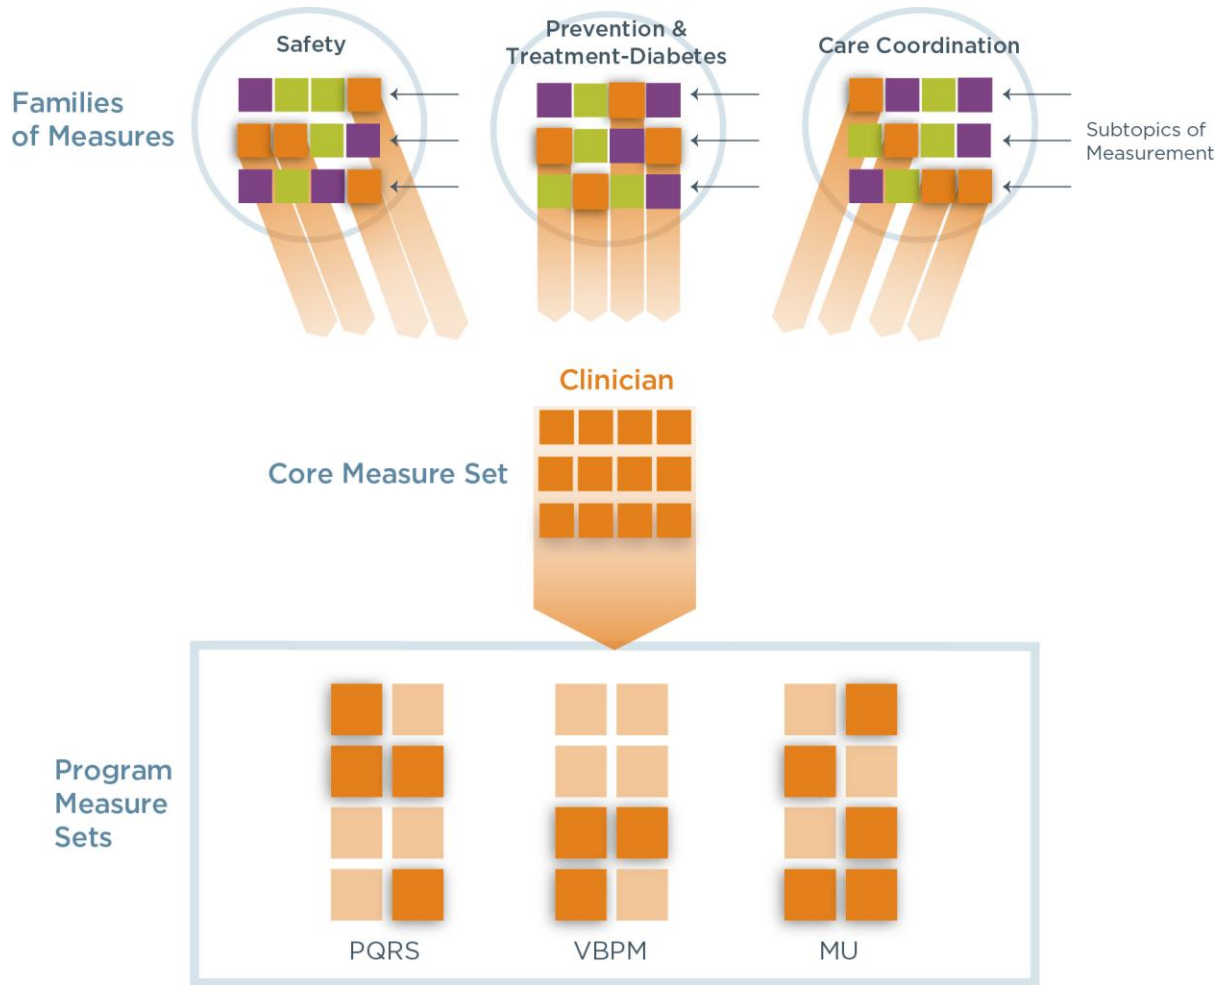 Safety
Prevention &
Treatment-Diabetes
Care Coordination
Families
of Measures
Subtopics of
Measurement
Clinician
Core Measure Set
Program
Measure
Sets
PQRS
VBPM
MU